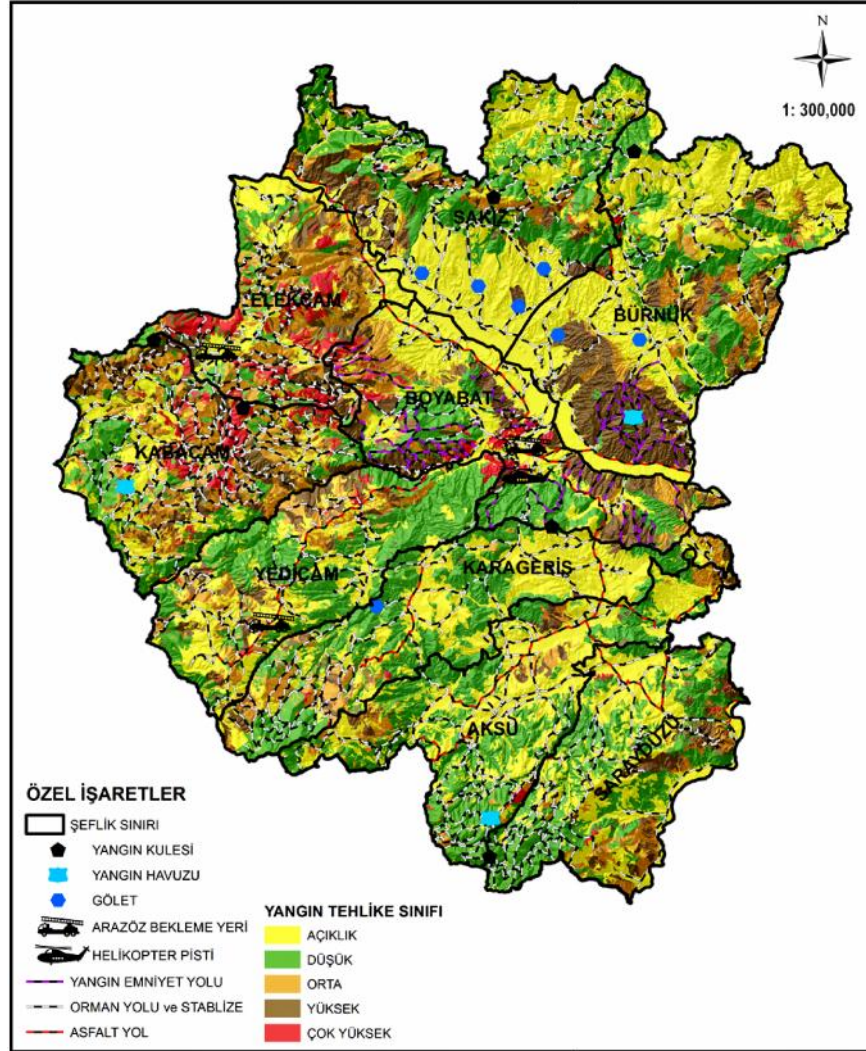 N
1: 300,000
SAKIZ
ELEKÇAM
BURNUK
BOYABAT
KABAÇAM
YEDİÇAM
KARAGERİŞ
AKSU
SARAYDÜZÜ
ÖZEL İŞARETLER
ŞEFLİK SINIRI
YANGIN KULESİ
YANGIN HAVUZU
GÖLET
ARAZÖZ BEKLEME YERİ
HELİKOPTER PİSTİ
YANGIN EMNİYET YOLU
ORMAN YOLU ve STABLİZE
ASFALT YOL
YANGIN TEHLİKE SINIFI
AÇIKLIK
DÜŞÜK
ORTA
YÜKSEK
ÇOK YÜKSEK